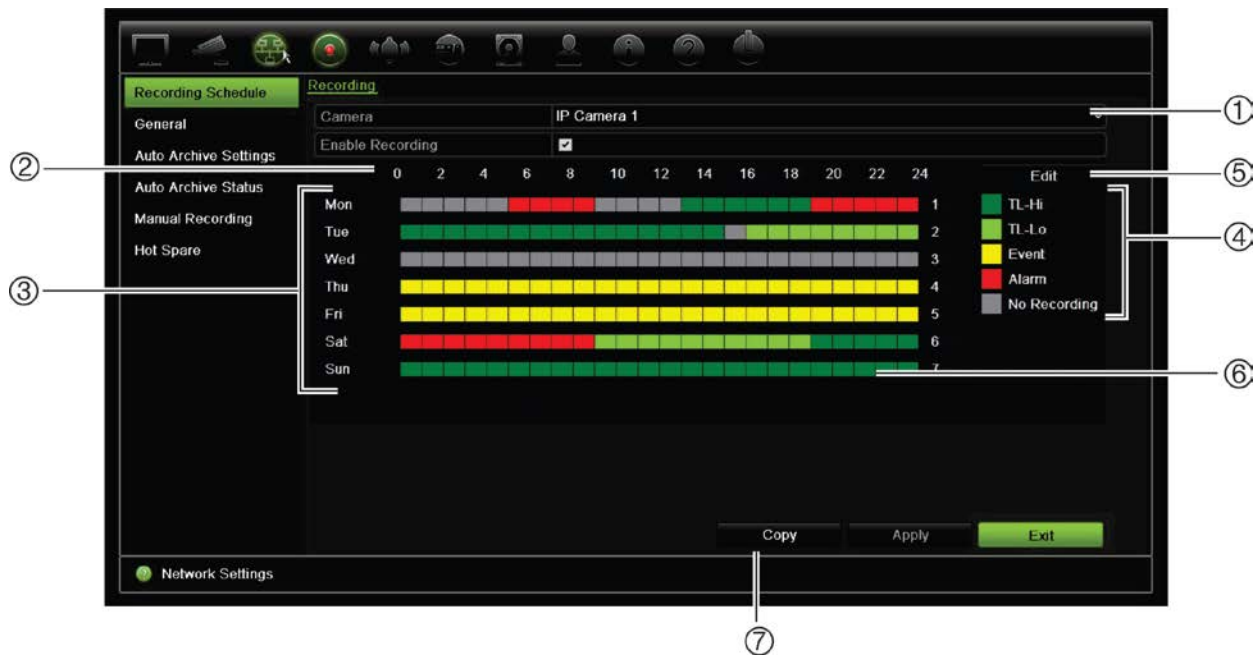 Recording Schedule
General
Auto Archive Settings
Auto Archive Status
Manual Recording
Hot Spare
Recording
Camera IP Camera 1
Enable Recording
0 2 4 6 8 10 12 14 16 18 20 22 24
Mon 1
Tue 2
Wed 3
Thu 4
Fri 5
Sat 6
Sun 7
Edit
TL-Hi
TL-Lo
Event
Alarm
No Recording
Copy Apply Exit
? Network Settings
①
②
③
④
⑤
⑥
⑦